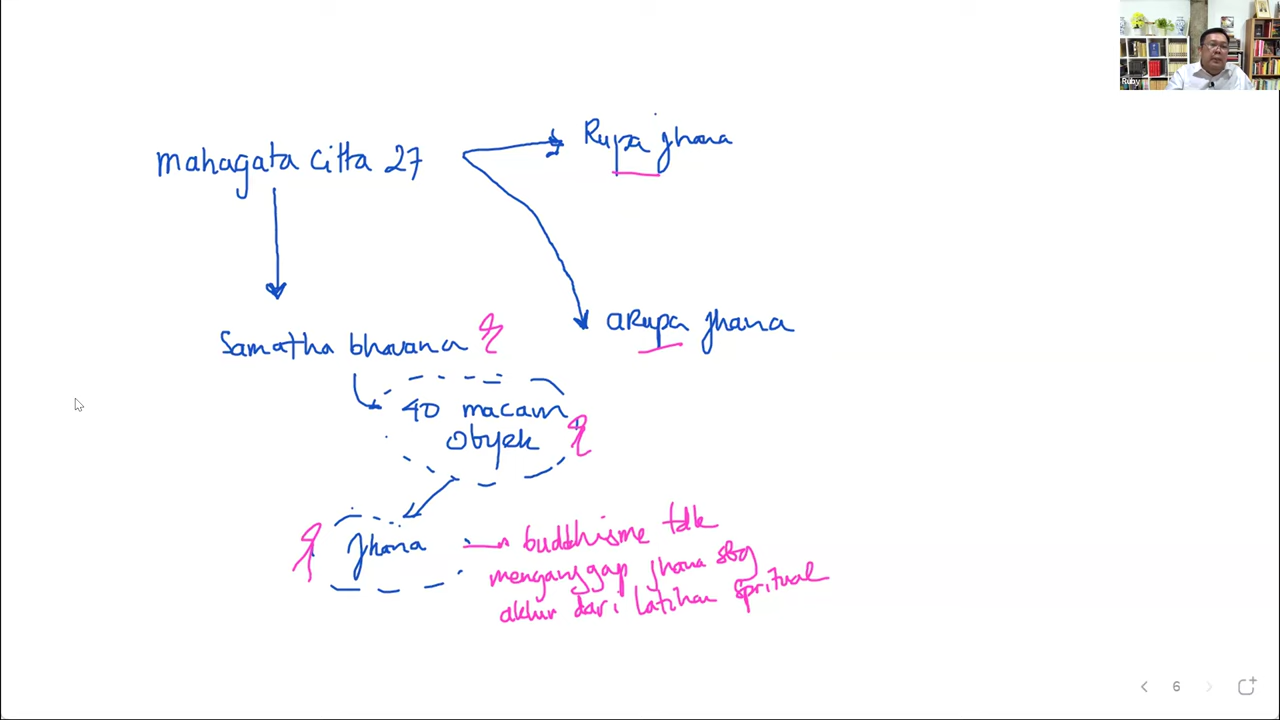 Ruby
Rupa Jhana
mahagata citta 27
aRupa Jhana
Samatha bhavana
40 macam
Obyek
Jhana
buddhisme tdk
menganggap jhana sbg
akhir dari latihan spritual
6